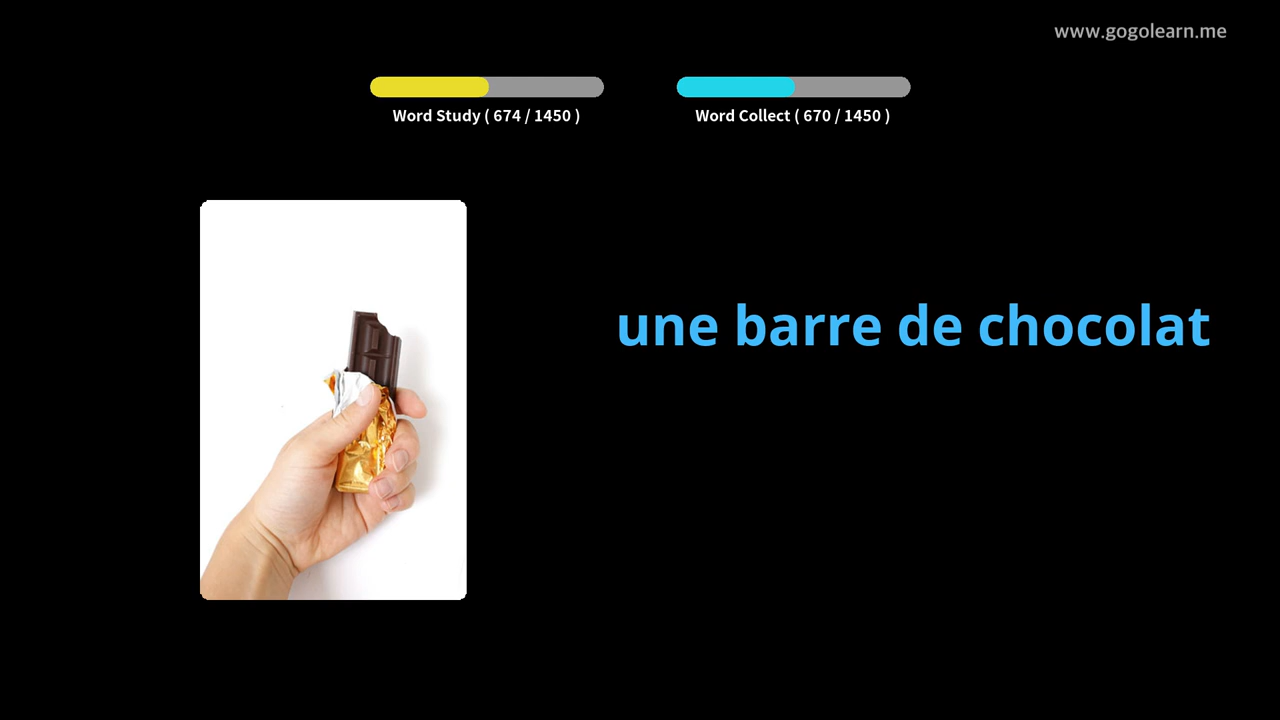 www.gogolearn.me
Word Study ( 674 / 1450 )
Word Collect ( 670 / 1450 )
une barre de chocolat